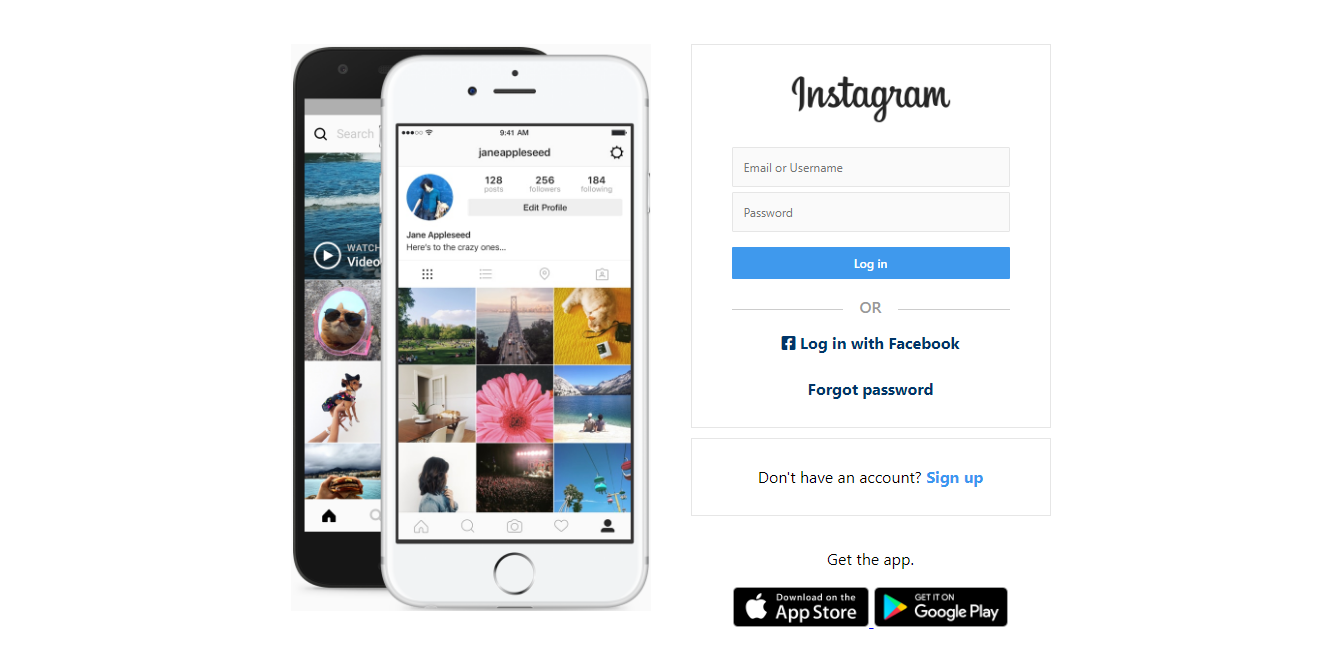 Search
WATCH
Video
9:41 AM
janeappleseed
128
256
184
posts
followers
following
Edit Profile
Jane Appleseed
Here's to the crazy ones...
Instagram
Email or Username
Password
Log in
OR
Log in with Facebook
Forgot password
Don't have an account? Sign up
Get the app.
Download on the
App Store
GET IT ON
Google Play